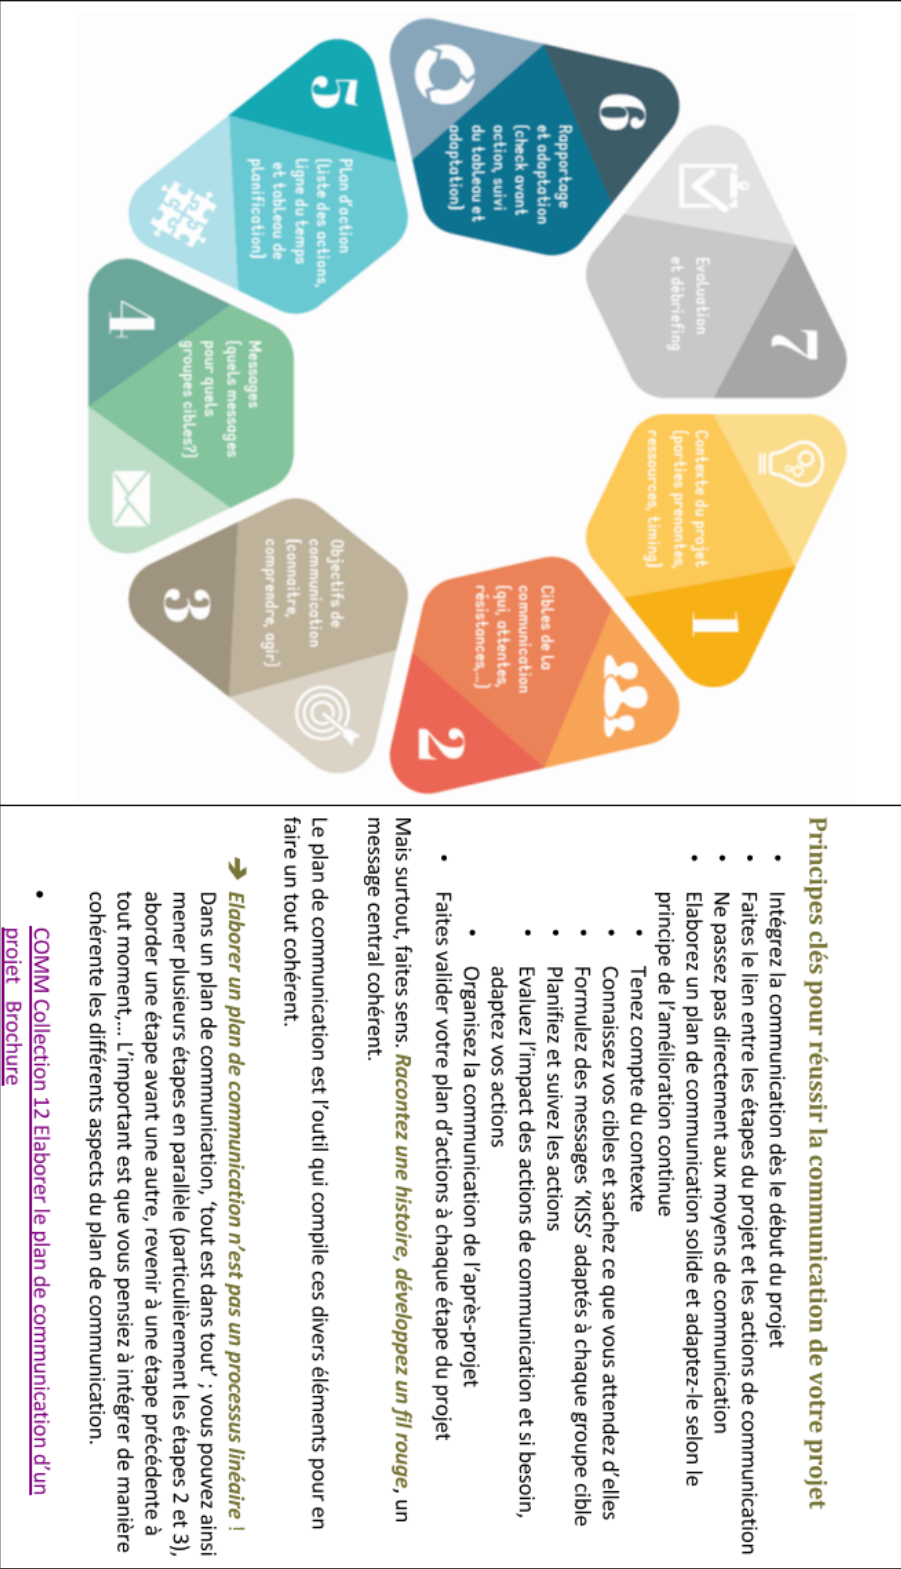 1
Contexte du projet
(parties prenantes,
ressources, timing)
2
Cibles de la
communication
(qui, attentes,
résistances,...)
3
Objectifs de
communication
(connaitre,
comprendre, agir)
4
Messages
(quels messages
pour quels
groupes cibles?)
5
Plan d'action
(Liste des actions,
ligne du temps
et tableau de
planification)
6
Rapportage
et adaptation
(check avant
action, suivi
du tableau et
adaptation)
7
Evaluation
et débriefing
Principes clés pour réussir la communication de votre projet
• Intégrez la communication dès le début du projet
• Faites le lien entre les étapes du projet et les actions de communication
• Ne passez pas directement aux moyens de communication
• Elaborez un plan de communication solide et adaptez-le selon le
principe de l'amélioration continue
• Tenez compte du contexte
• Connaissez vos cibles et sachez ce que vous attendez d'elles
• Formulez des messages 'KISS' adaptés à chaque groupe cible
• Planifiez et suivez les actions
• Evaluez l'impact des actions de communication et si besoin,
adaptez vos actions
• Organisez la communication de l'après-projet
• Faites valider votre plan d'actions à chaque étape du projet
Mais surtout, faites sens. Racontez une histoire, développez un fil rouge, un
message central cohérent.
Le plan de communication est l'outil qui compile ces divers éléments pour en
faire un tout cohérent.
➔ Elaborer un plan de communication n'est pas un processus linéaire !
Dans un plan de communication, 'tout est dans tout' ; vous pouvez ainsi
mener plusieurs étapes en parallèle (particulièrement les étapes 2 et 3),
aborder une étape avant une autre, revenir à une étape précédente à
tout moment,... L'important est que vous pensiez à intégrer de manière
cohérente les différents aspects du plan de communication.
• COMM Collection 12 Elaborer le plan de communication d'un
projet_Brochure